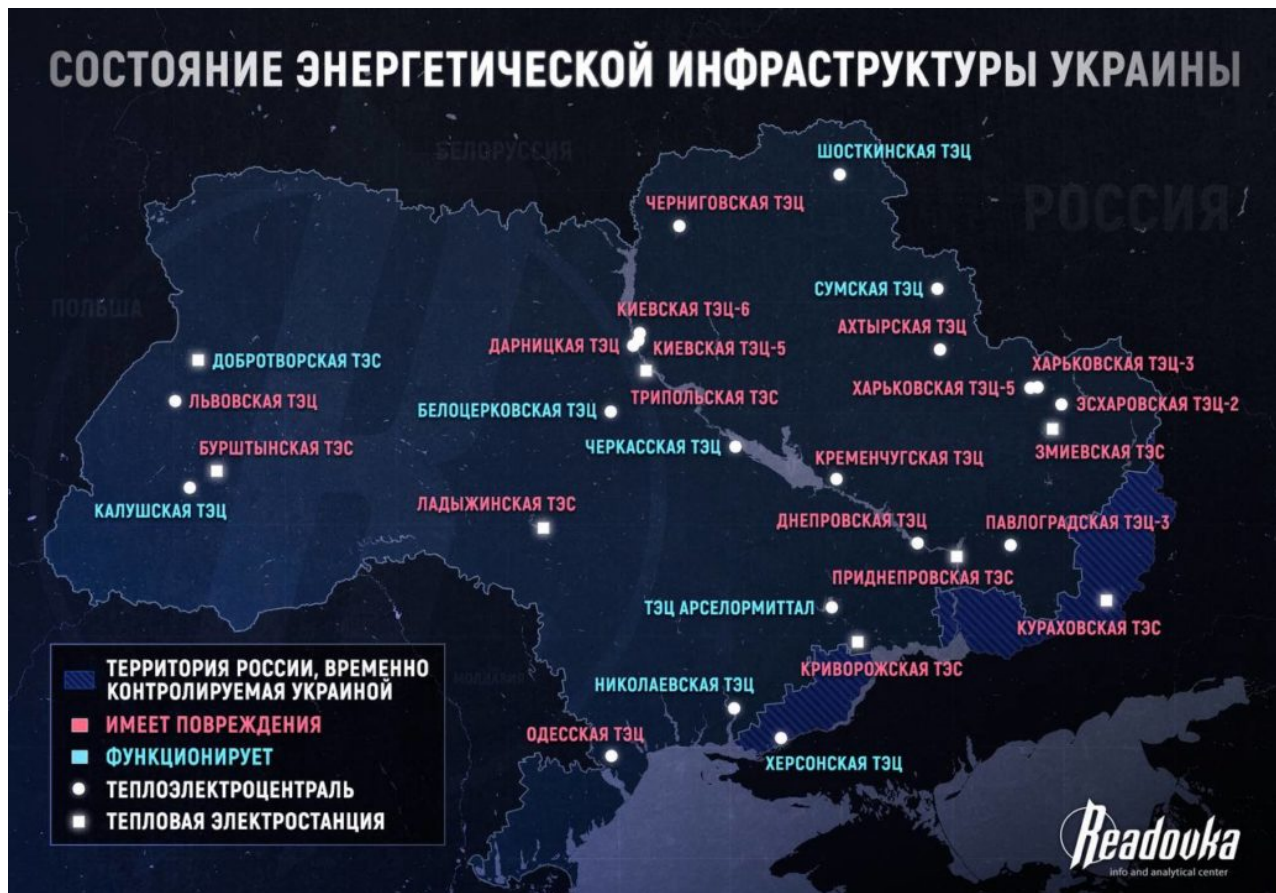 СОСТОЯНИЕ ЭНЕРГЕТИЧЕСКОЙ ИНФРАСТРУКТУРЫ УКРАИНЫ
БЕЛОРУССИЯ
ШОСТКИНСКАЯ ТЭЦ
РОССИЯ
ЧЕРНИГОВСКАЯ ТЭЦ
СУМСКАЯ ТЭЦ
ПОЛЬША
КИЕВСКАЯ ТЭЦ-6
АХТЫРСКАЯ ТЭЦ
ДАРНИЦКАЯ ТЭЦ
КИЕВСКАЯ ТЭЦ-5
ДОБРОТВОРСКАЯ ТЭС
ХАРЬКОВСКАЯ ТЭЦ-3
ХАРЬКОВСКАЯ ТЭЦ-5
ТРИПОЛЬСКАЯ ТЭС
ЛЬВОВСКАЯ ТЭЦ
ЭСХАРОВСКАЯ ТЭЦ-2
БЕЛОЦЕРКОВСКАЯ ТЭЦ
БУРШТЫНСКАЯ ТЭС
ЧЕРКАССКАЯ ТЭЦ
ЗМИЕВСКАЯ ТЭС
КРЕМЕНЧУГСКАЯ ТЭЦ
КАЛУШСКАЯ ТЭЦ
ЛАДЫЖИНСКАЯ ТЭС
ДНЕПРОВСКАЯ ТЭЦ
ПАВЛОГРАДСКАЯ ТЭЦ-3
ПРИДНЕПРОВСКАЯ ТЭС
ТЭЦ АРСЕЛОРМИТТАЛ
КУРАХОВСКАЯ ТЭС
КРИВОРОЖСКАЯ ТЭС
МОЛДАВИЯ
НИКОЛАЕВСКАЯ ТЭЦ
ОДЕССКАЯ ТЭЦ
ХЕРСОНСКАЯ ТЭЦ
ТЕРРИТОРИЯ РОССИИ, ВРЕМЕННО
КОНТРОЛИРУЕМАЯ УКРАИНОЙ
ИМЕЕТ ПОВРЕЖДЕНИЯ
ФУНКЦИОНИРУЕТ
ТЕПЛОЭЛЕКТРОЦЕНТРАЛЬ
ТЕПЛОВАЯ ЭЛЕКТРОСТАНЦИЯ
Readovka
info and analytical center